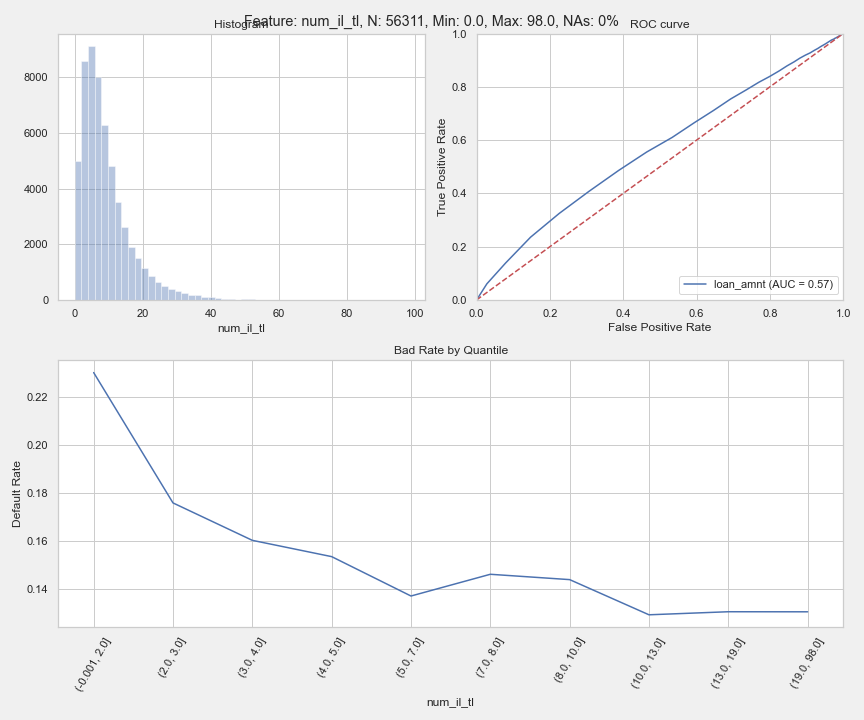 Feature: num_il_tl, N: 56311, Min: 0.0, Max: 98.0, NAs: 0%
Histogram
8000
6000
4000
2000
0
0 20 40 60 80 100
num_il_tl
ROC curve
True Positive Rate
1.0
0.8
0.6
0.4
0.2
0.0
loan_amnt (AUC = 0.57)
0.0 0.2 0.4 0.6 0.8 1.0
False Positive Rate
Bad Rate by Quantile
Default Rate
0.22
0.20
0.18
0.16
0.14
(-0.001, 2.0]
(2.0, 3.0]
(3.0, 4.0]
(4.0, 5.0]
(5.0, 7.0]
(7.0, 8.0]
(8.0, 10.0]
(10.0, 13.0]
(13.0, 19.0]
(19.0, 98.0]
num_il_tl